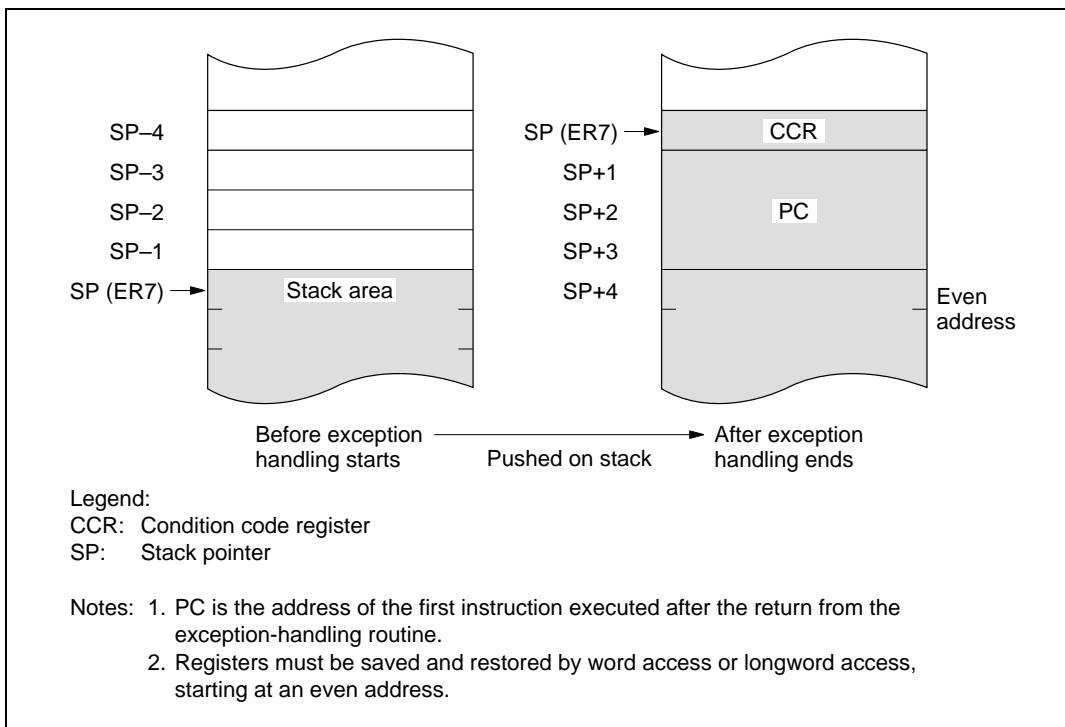 SP–4
SP–3
SP–2
SP–1
SP (ER7)
Stack area
SP (ER7)
SP+1
SP+2
SP+3
SP+4
CCR
PC
Even
address
Before exception
handling starts
Pushed on stack
After exception
handling ends
Legend:
CCR: Condition code register
SP: Stack pointer
Notes: 1. PC is the address of the first instruction executed after the return from the
exception-handling routine.
2. Registers must be saved and restored by word access or longword access,
starting at an even address.